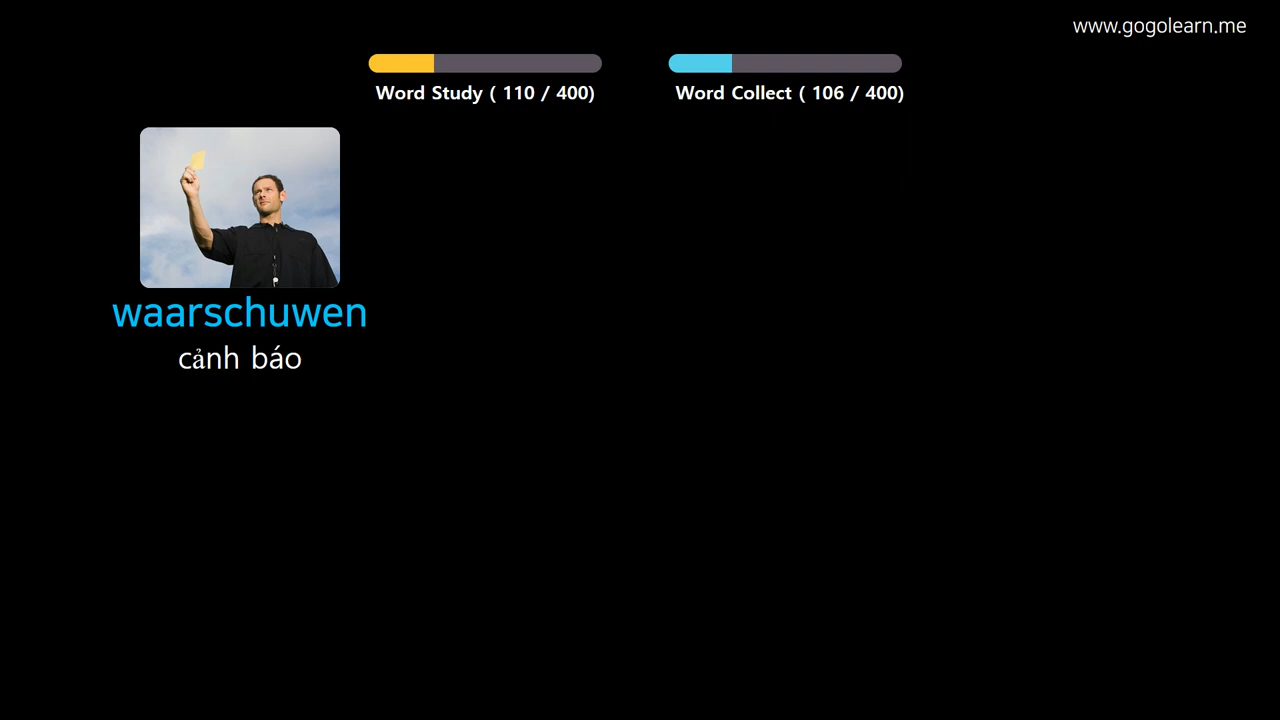 www.gogolearn.me
Word Study ( 110 / 400)
Word Collect ( 106 / 400)
waarschuwen
cảnh báo